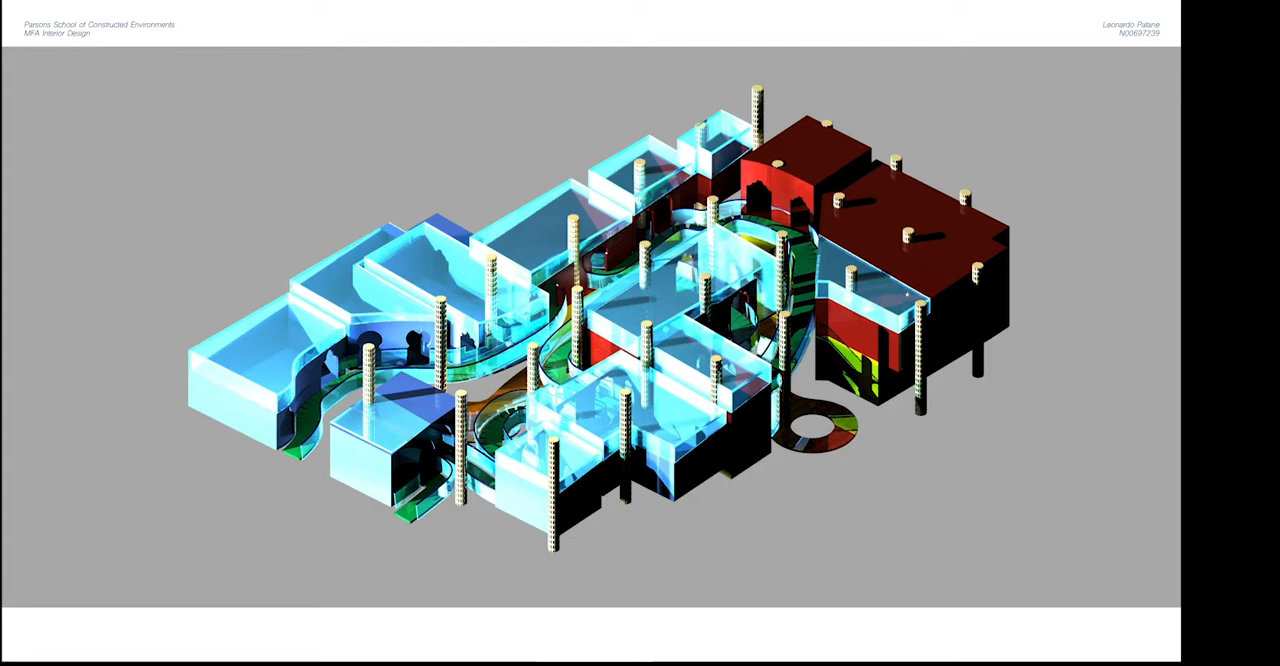 Parsons School of Constructed Environments
MFA Interior Design
Leonardo Patane
N00697239